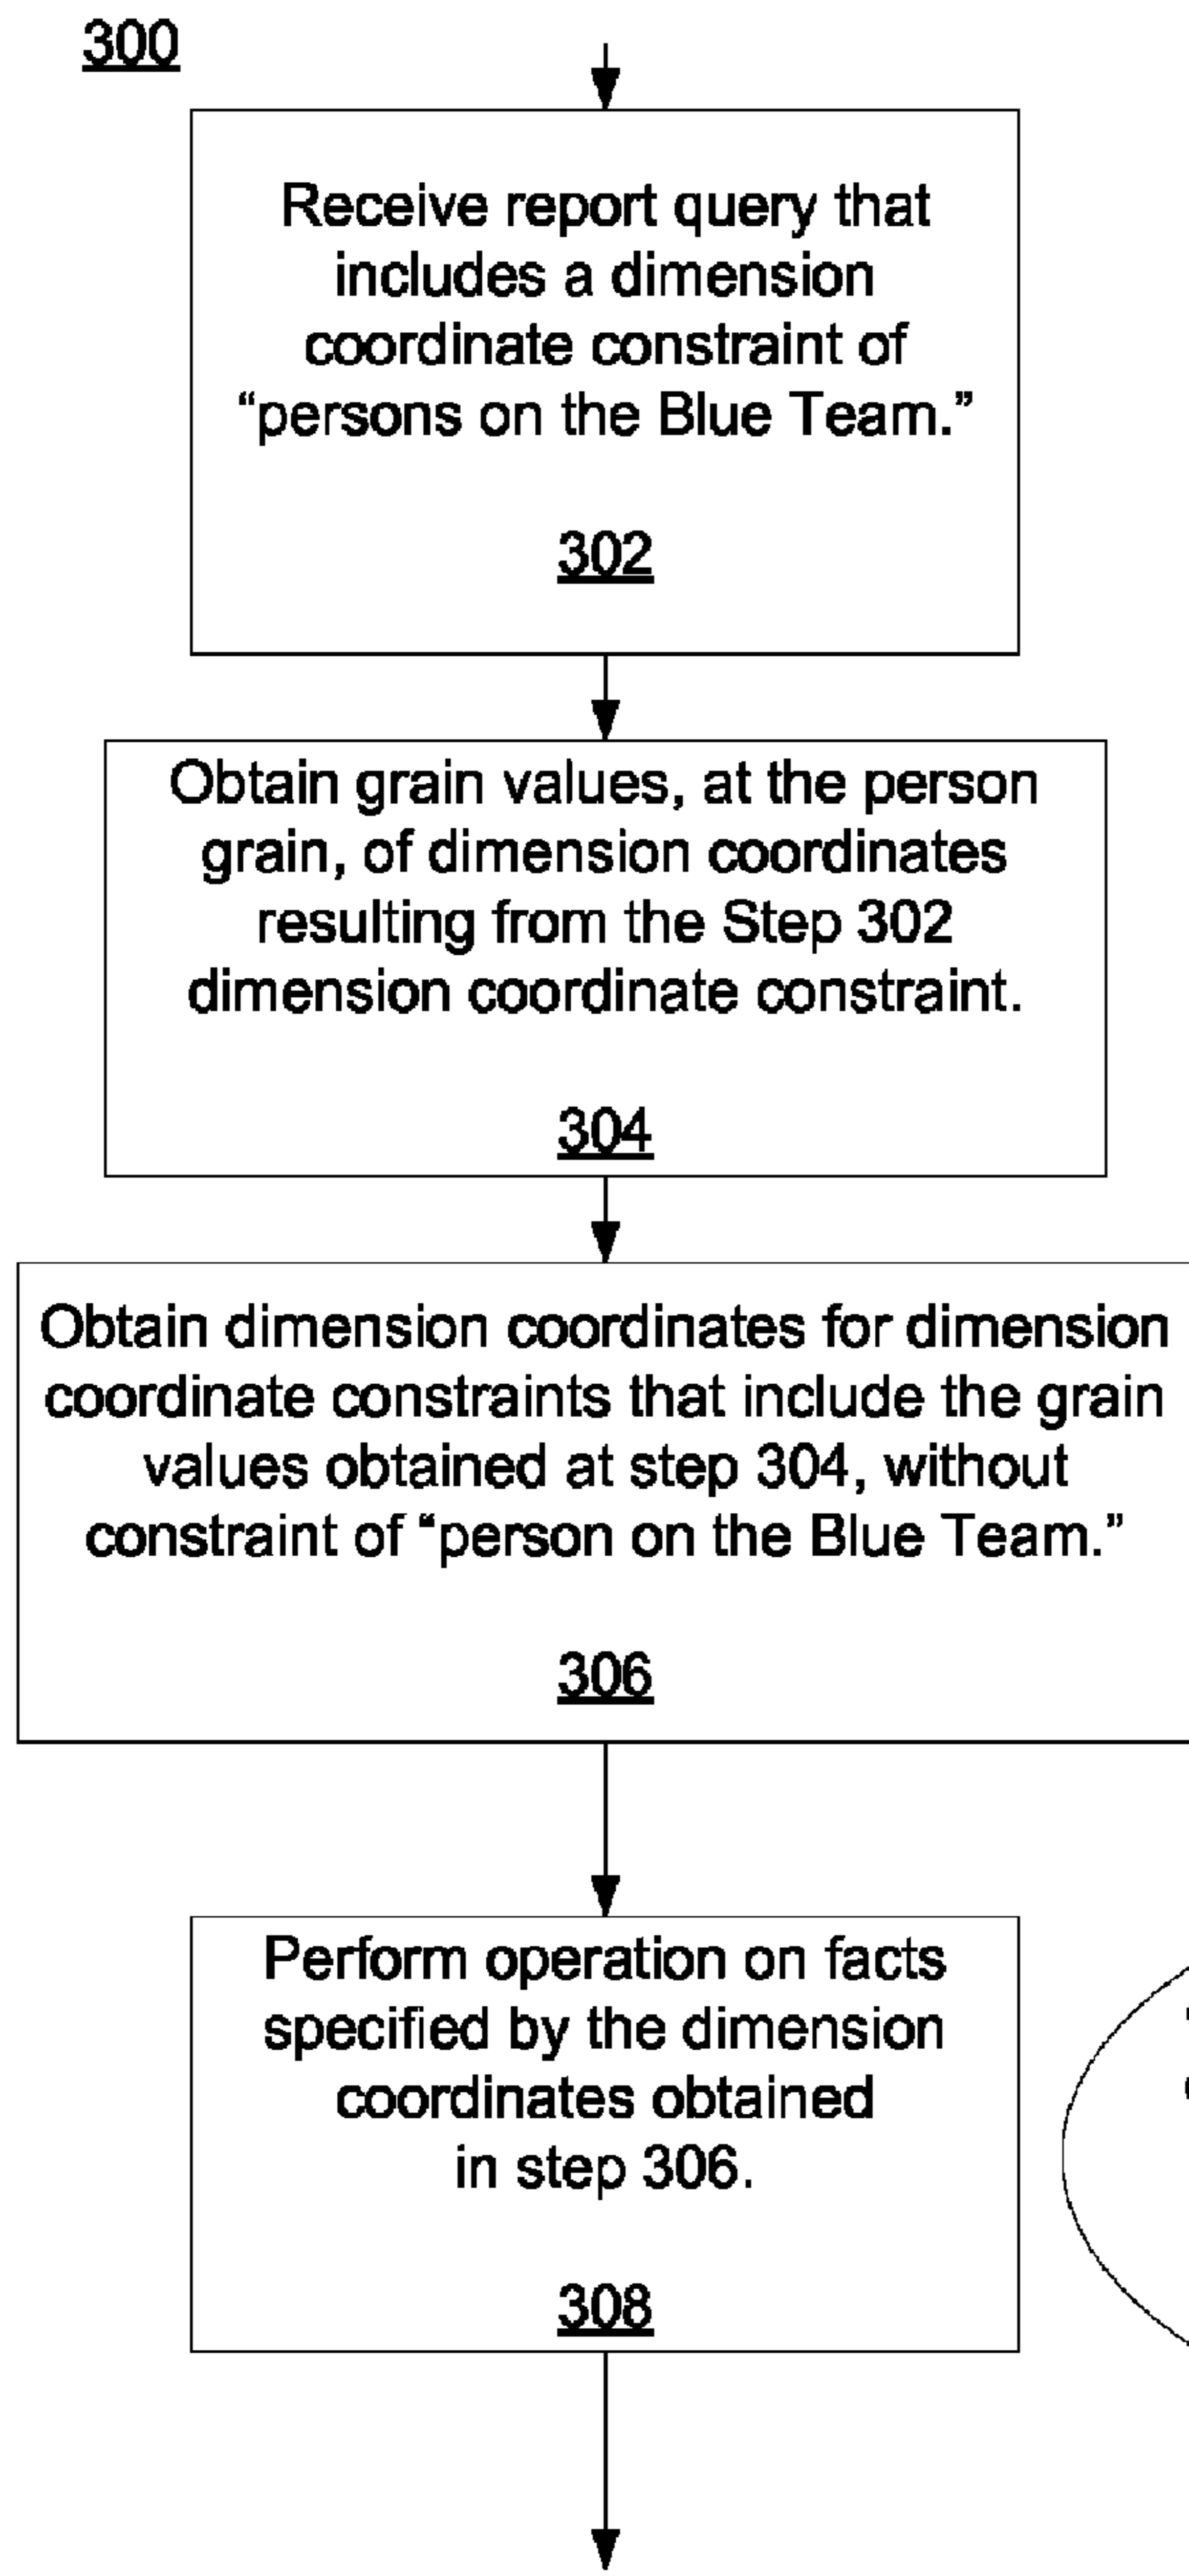 300
Receive report query that
includes a dimension
coordinate constraint of
“persons on the Blue Team.”
302
Obtain grain values, at the person
grain, of dimension coordinates
resulting from the Step 302
dimension coordinate constraint.
304
Obtain dimension coordinates for dimension
coordinate constraints that include the grain
values obtained at step 304, without
constraint of “person on the Blue Team.”
306
Perform operation on facts
specified by the dimension
coordinates obtained
in step 306.
308